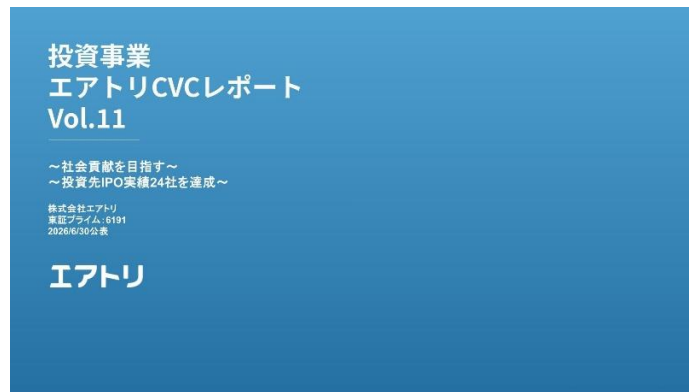 投資事業
エアトリCVCレポート
Vol.11
～社会貢献を目指す～
～投資先IPO実績24社を達成～
株式会社エアトリ
東証プライム：6191
2026/6/30公表
エアトリ